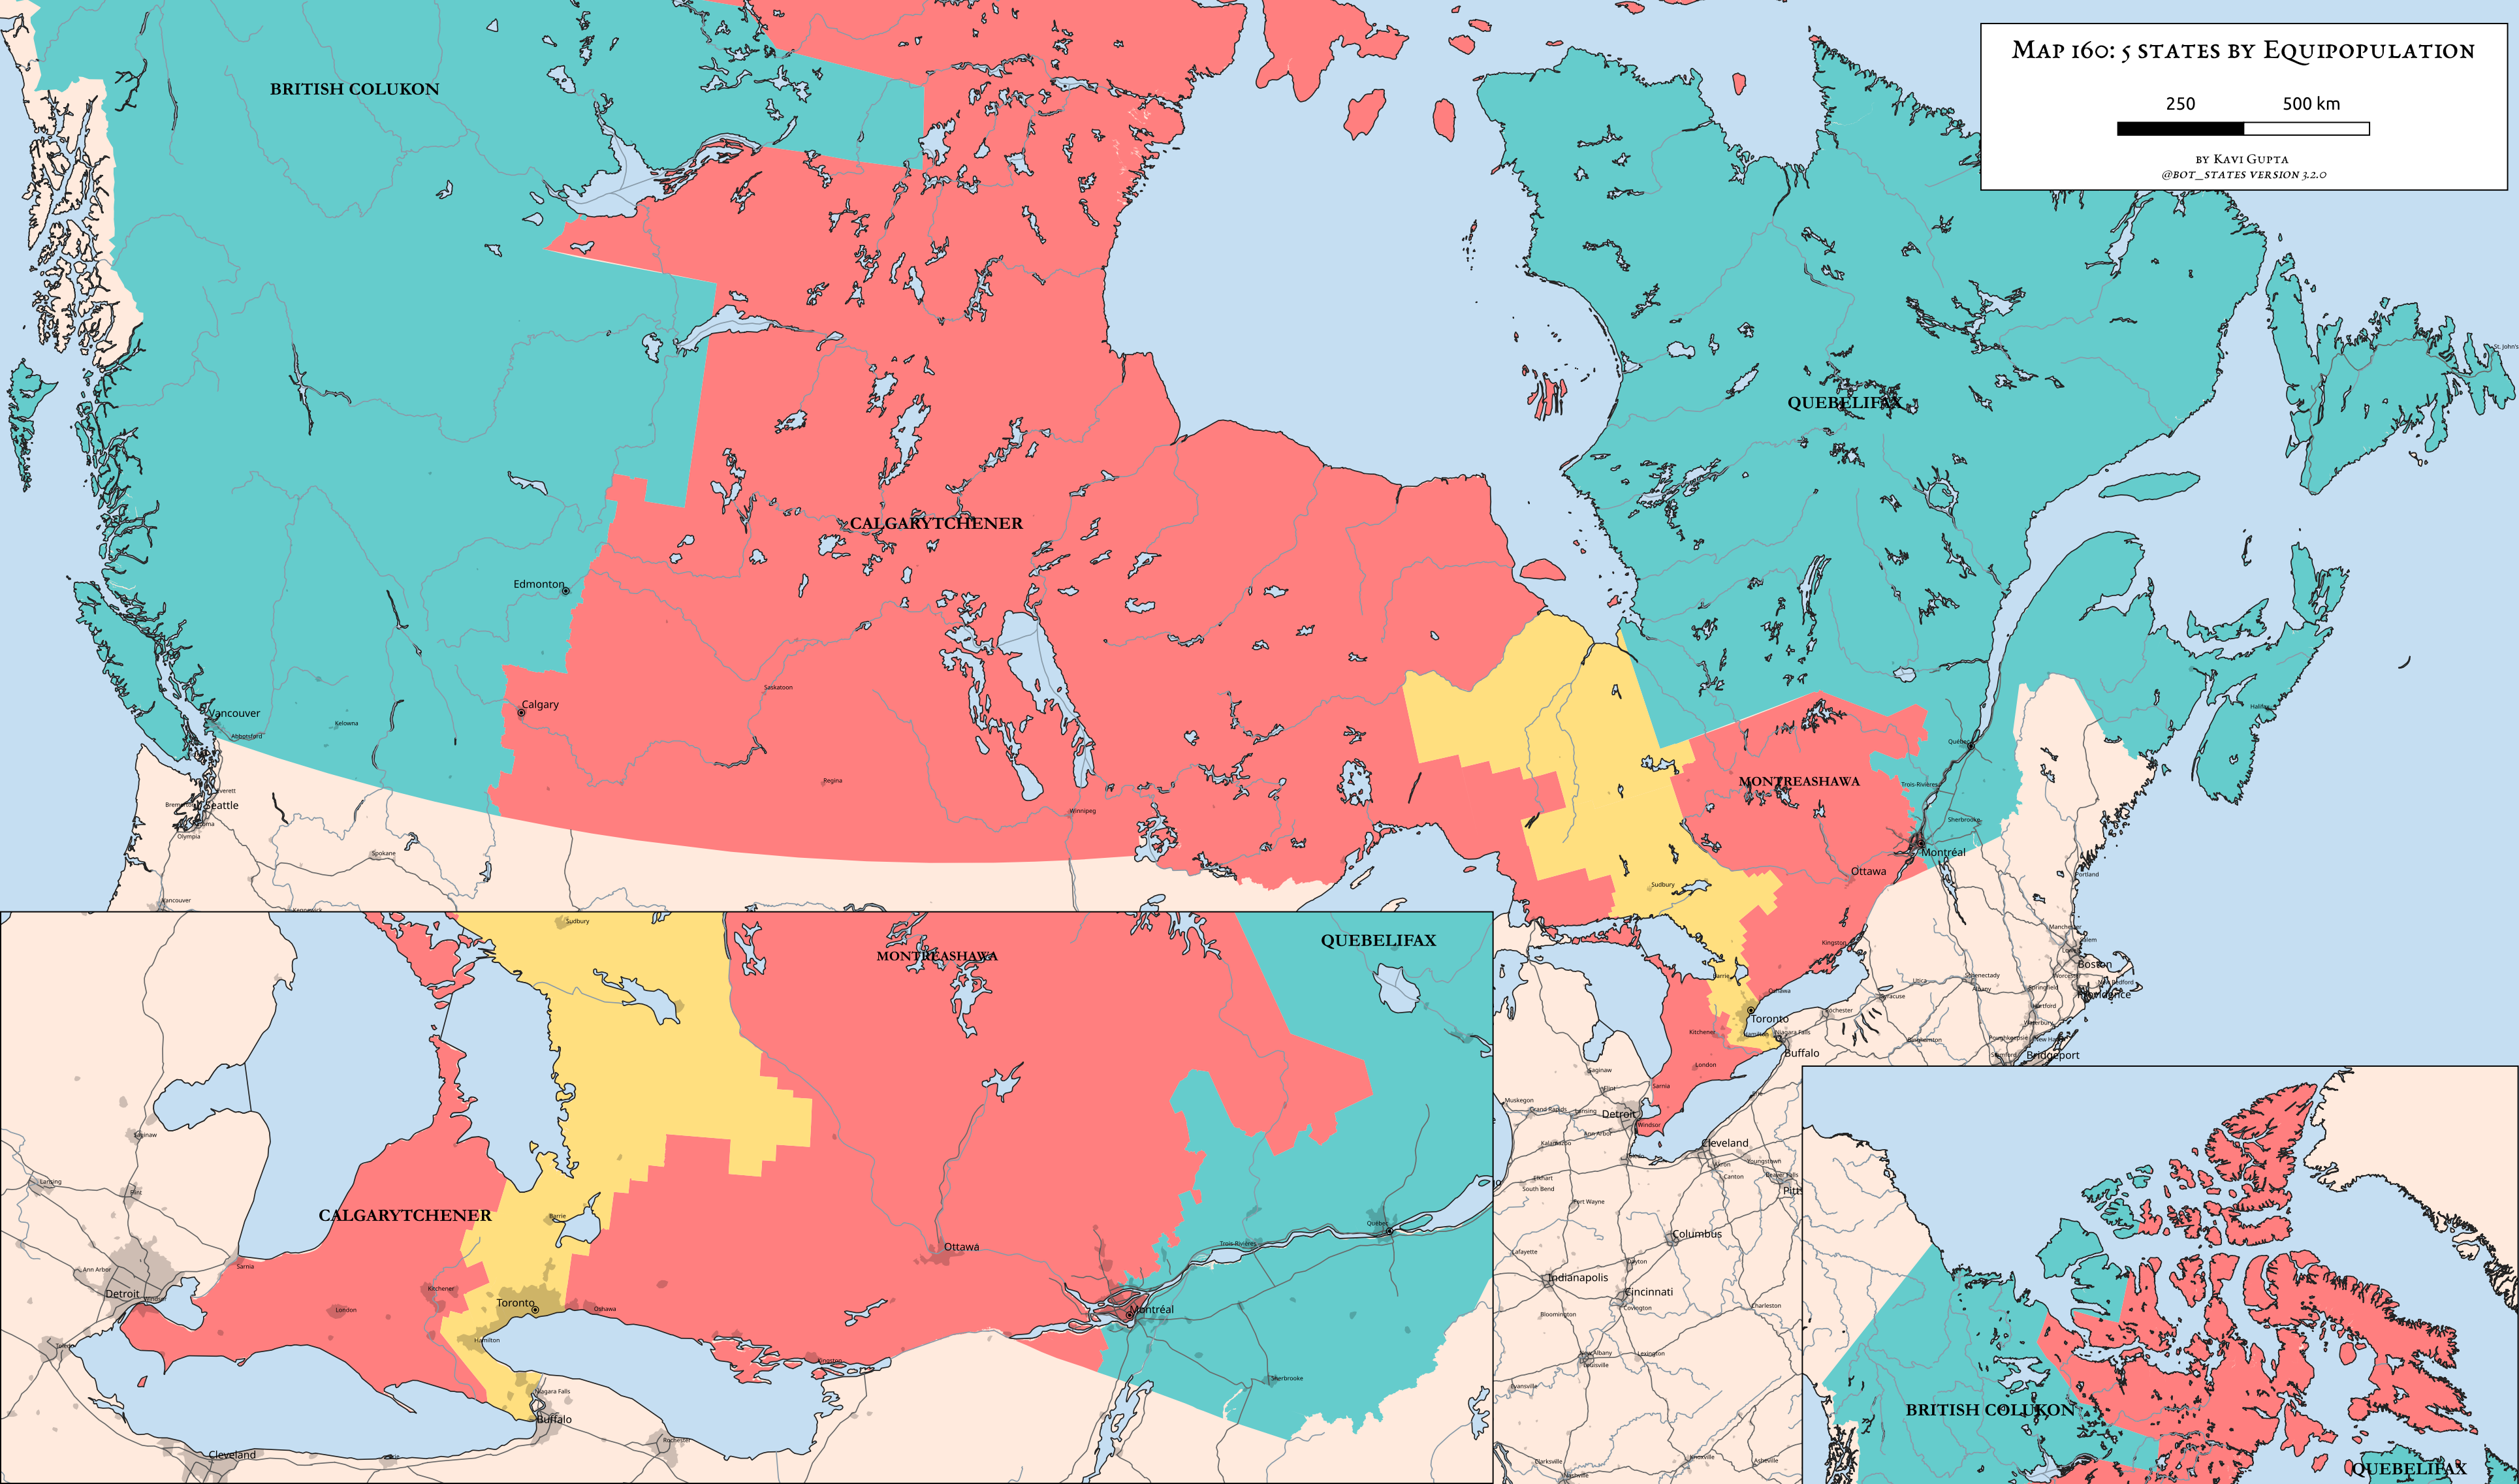 Map 160: 5 states by Equipopulation
250 500 km
by Kavi Gupta
@bot_states version 3.2.0
BRITISH COLUKON
QUEBELIFAX
CALGARYTCHENER
MONTREASHAWA
St. John's
Edmonton
Calgary
Saskatoon
Regina
Winnipeg
Vancouver
Abbotsford
Kelowna
Seattle
Olympia
Spokane
Vancouver
Kennewick
Halifax
Québec
Trois-Rivières
Sherbrooke
Montréal
Ottawa
Sudbury
Kingston
Barrie
Oshawa
Toronto
Hamilton
Niagara Falls
Kitchener
London
Sarnia
Windsor
Buffalo
Rochester
Syracuse
Utica
Schenectady
Albany
Binghamton
Portland
Manchester
Salem
Boston
Worcester
New Bedford
Providence
Springfield
Hartford
Waterbury
Poughkeepsie
Stamford
Bridgeport
Saginaw
Flint
Muskegon
Grand Rapids
Lansing
Detroit
Ann Arbor
Kalamazoo
Cleveland
Akron
Youngstown
Canton
Beaver Falls
Elkhart
South Bend
Fort Wayne
Lafayette
Columbus
Dayton
Indianapolis
Cincinnati
Covington
Bloomington
Charleston
New Albany
Louisville
Lexington
Evansville
Clarksville
Nashville
Knoxville
Asheville
Sudbury
MONTREASHAWA
QUEBELIFAX
Saginaw
Lansing
Flint
CALGARYTCHENER
Barrie
Ottawa
Québec
Trois-Rivières
Ann Arbor
Detroit
Windsor
Sarnia
London
Kitchener
Toronto
Oshawa
Hamilton
Montréal
Kingston
Sherbrooke
Toledo
Niagara Falls
Buffalo
Rochester
Cleveland
Erie
BRITISH COLUKON
QUEBELIFAX